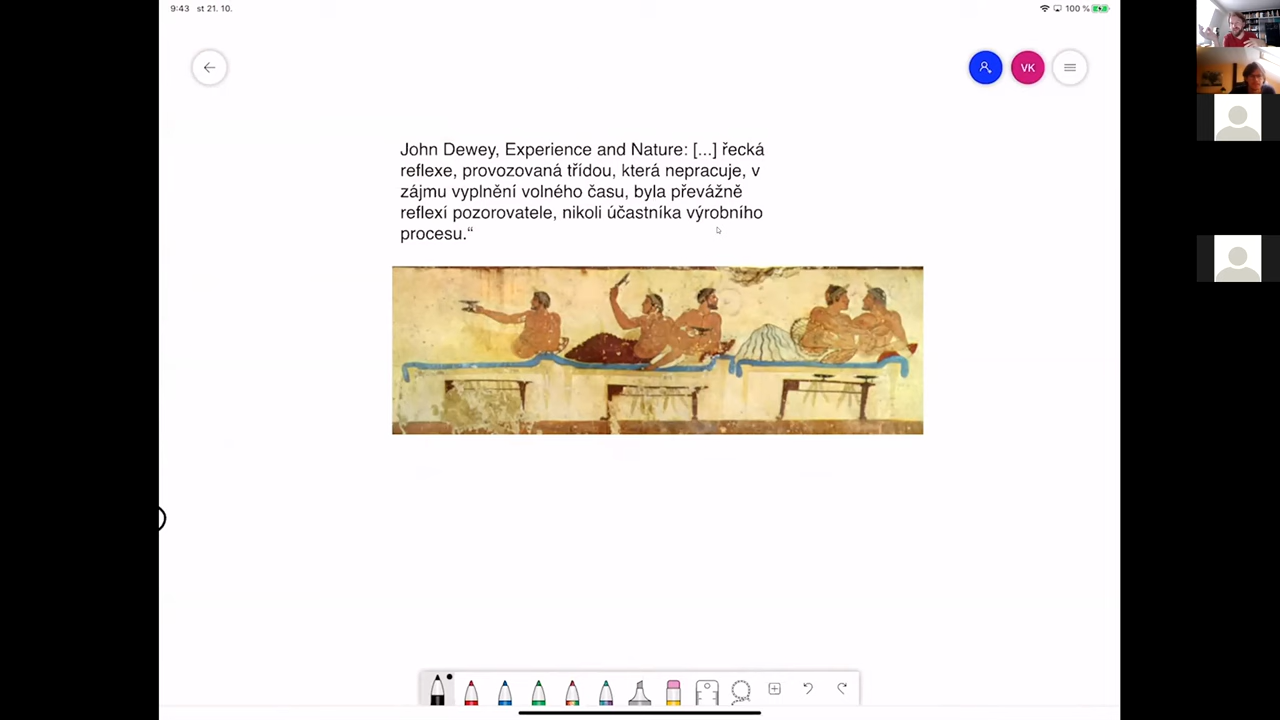 9:43 st 21. 10.
100 %
VK
John Dewey, Experience and Nature: [...] řecká
reflexe, provozovaná třídou, která nepracuje, v
zájmu vyplnění volného času, byla převážně
reflexí pozorovatele, nikoli účastníka výrobního
procesu.“